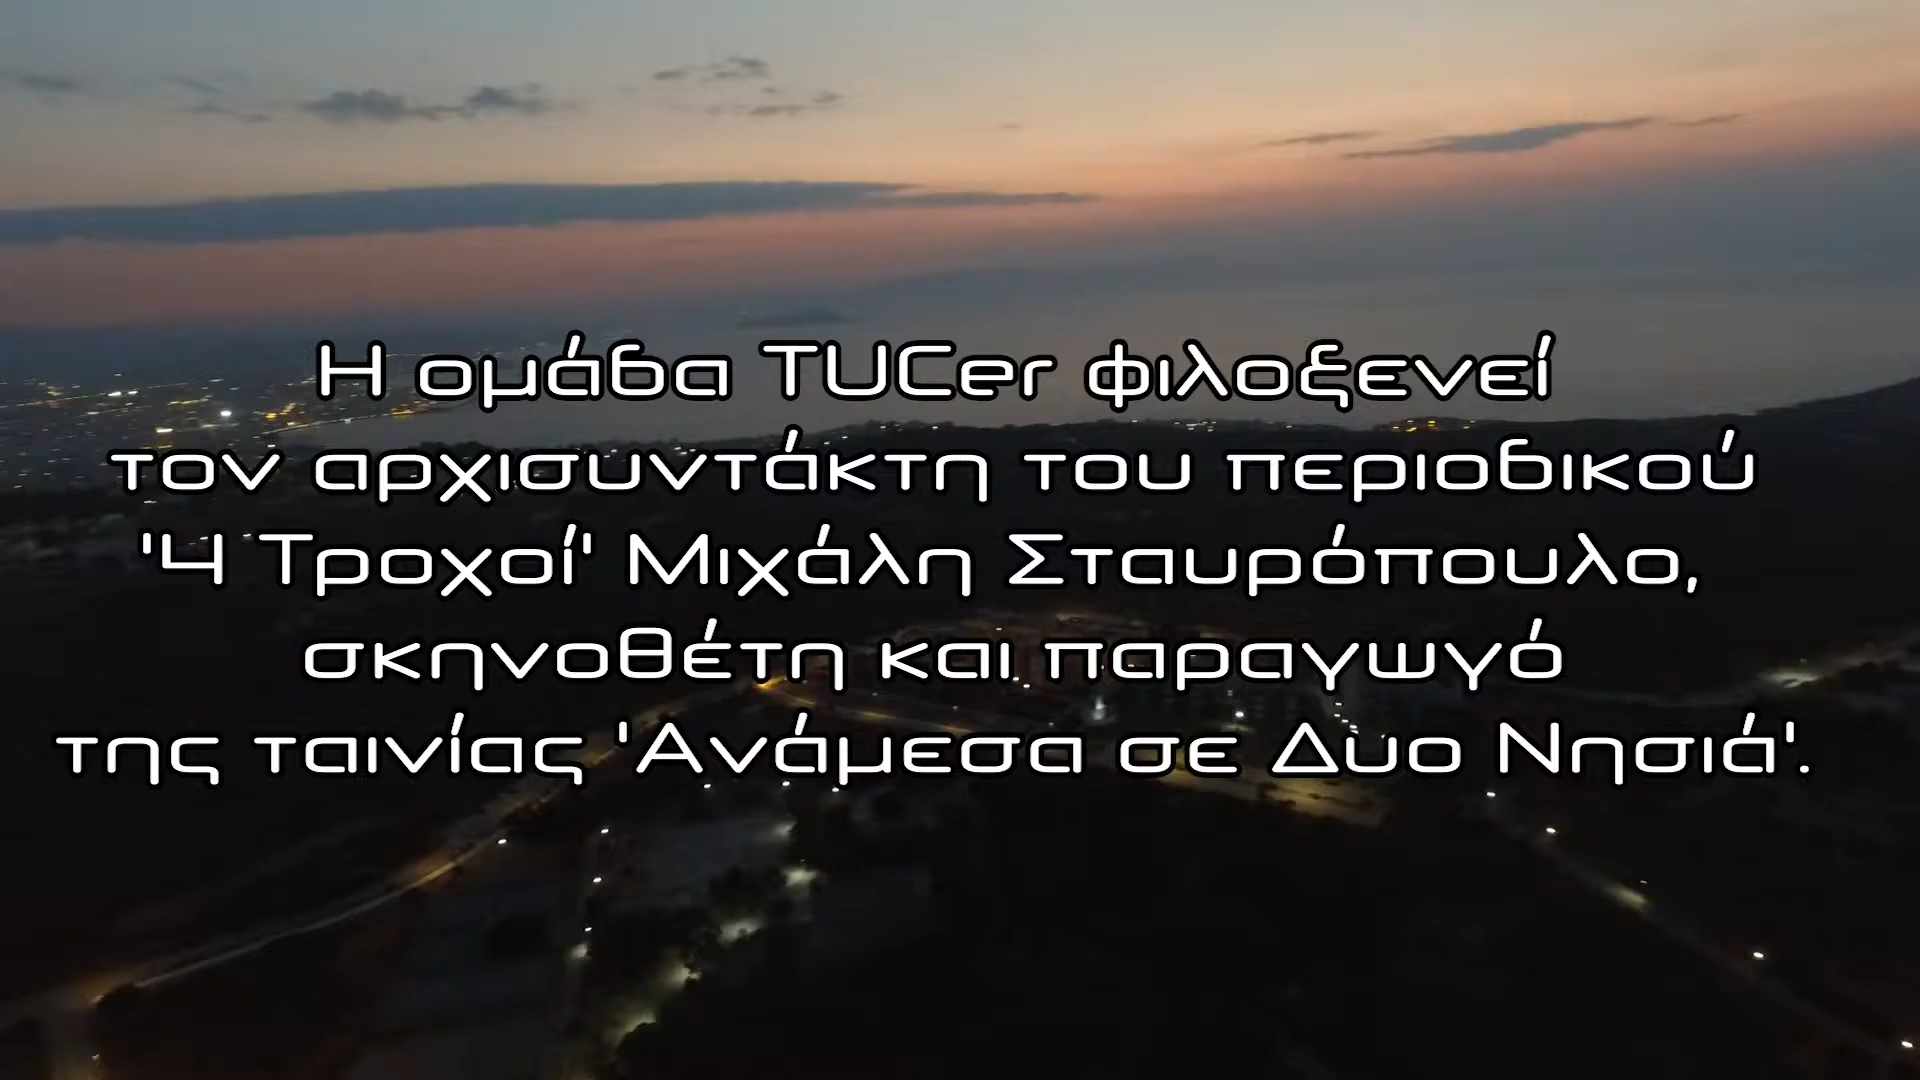 Η ομάδα TUCer φιλοξενεί
τον αρχισυντάκτη του περιοδικού
'4 Τροχοί' Μιχάλη Σταυρόπουλο,
σκηνοθέτη και παραγωγό
της ταινίας 'Ανάμεσα σε Δυο Νησιά'.